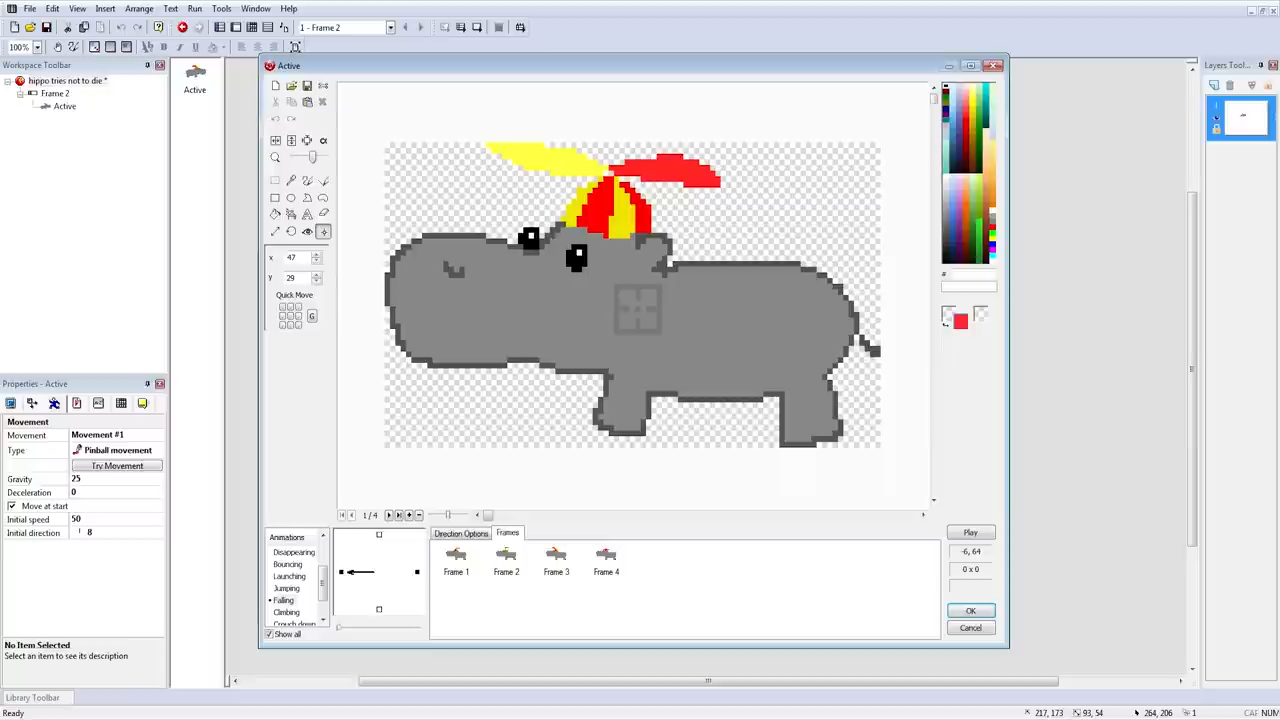 File Edit View Insert Arrange Text Run Tools Window Help
1 - Frame 2
100%
Workspace Toolbar
hippo tries not to die *
Frame 2
Active
Active
Active
x 47
y 29
Quick Move
G
#
1/4
Direction Options Frames
Frame 1 Frame 2 Frame 3 Frame 4
Animations
Disappearing
Bouncing
Launching
Jumping
Falling
Climbing
Crouch down
Show all
Play
-6, 64
0 x 0
OK
Cancel
Layers Tool...
1
Properties - Active
Movement
Movement Movement #1
Type Pinball movement
Try Movement
Gravity 25
Deceleration 0
Move at start
Initial speed 50
Initial direction 8
No Item Selected
Select an item to see its description
Library Toolbar
Ready
217, 173 93, 54 264, 206 1 CAP NUM